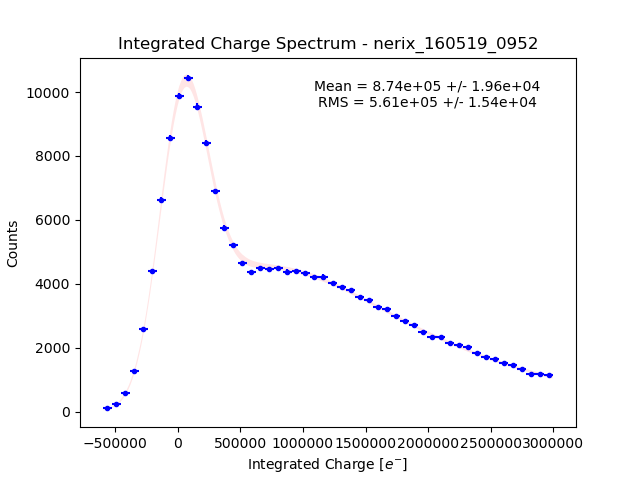 Integrated Charge Spectrum - nerix_160519_0952
Mean = 8.74e+05 +/- 1.96e+04
RMS = 5.61e+05 +/- 1.54e+04
Counts
10000
8000
6000
4000
2000
0
−500000 0 500000 1000000 1500000 2000000 2500000 3000000
Integrated Charge [e⁻]